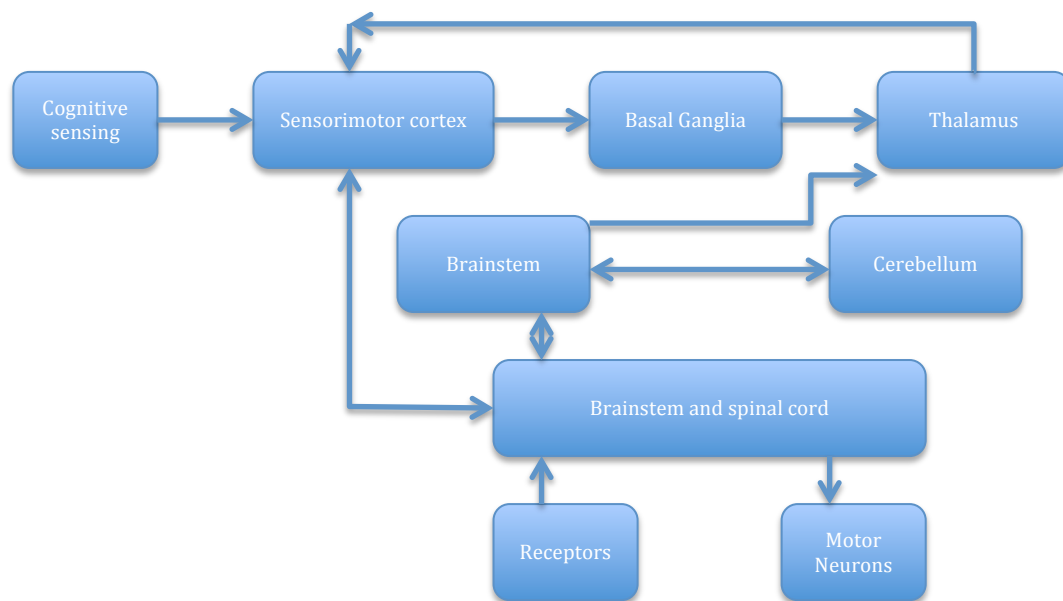 Cognitive
sensing
Sensorimotor cortex
Basal Ganglia
Thalamus
Brainstem
Cerebellum
Brainstem and spinal cord
Receptors
Motor
Neurons